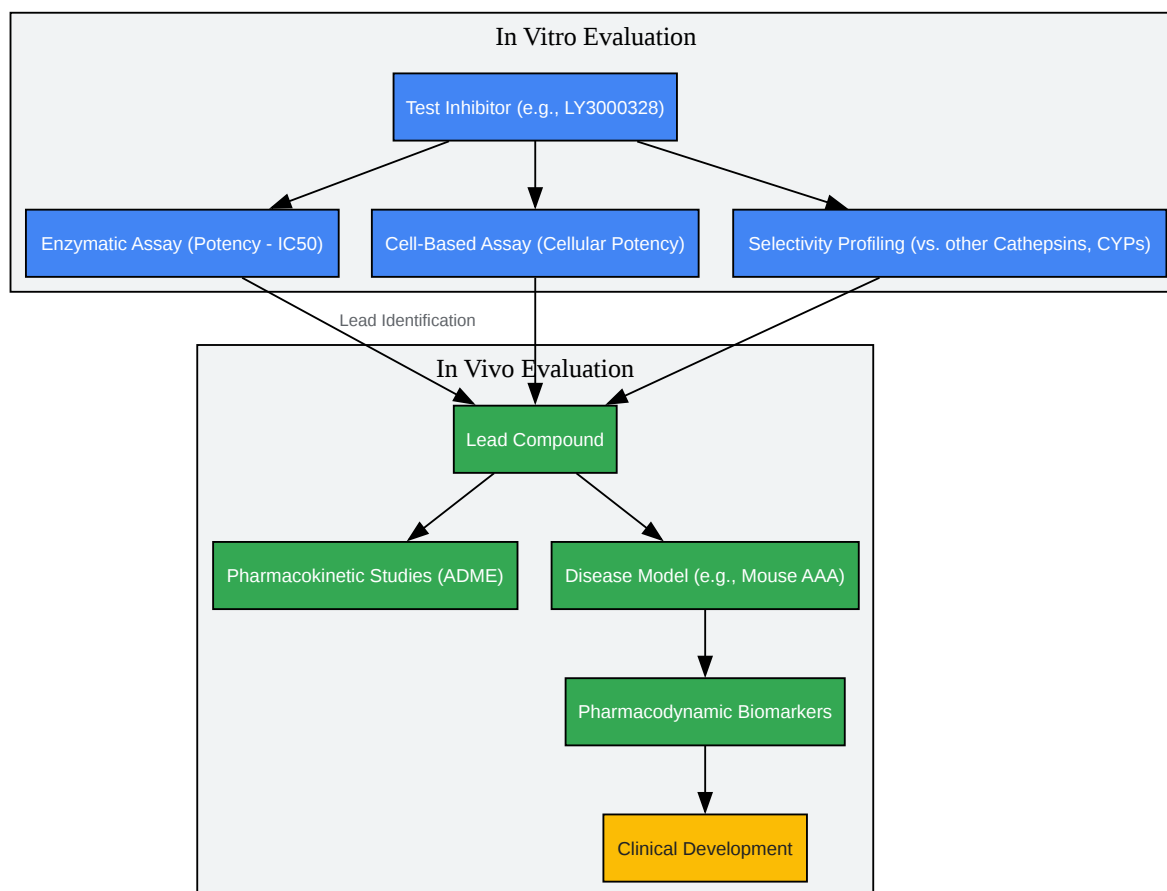 In Vitro Evaluation
Test Inhibitor (e.g., LY3000328)
Enzymatic Assay (Potency - IC50)
Cell-Based Assay (Cellular Potency)
Selectivity Profiling (vs. other Cathepsins, CYPs)
Lead Identification
In Vivo Evaluation
Lead Compound
Pharmacokinetic Studies (ADME)
Disease Model (e.g., Mouse AAA)
Pharmacodynamic Biomarkers
Clinical Development